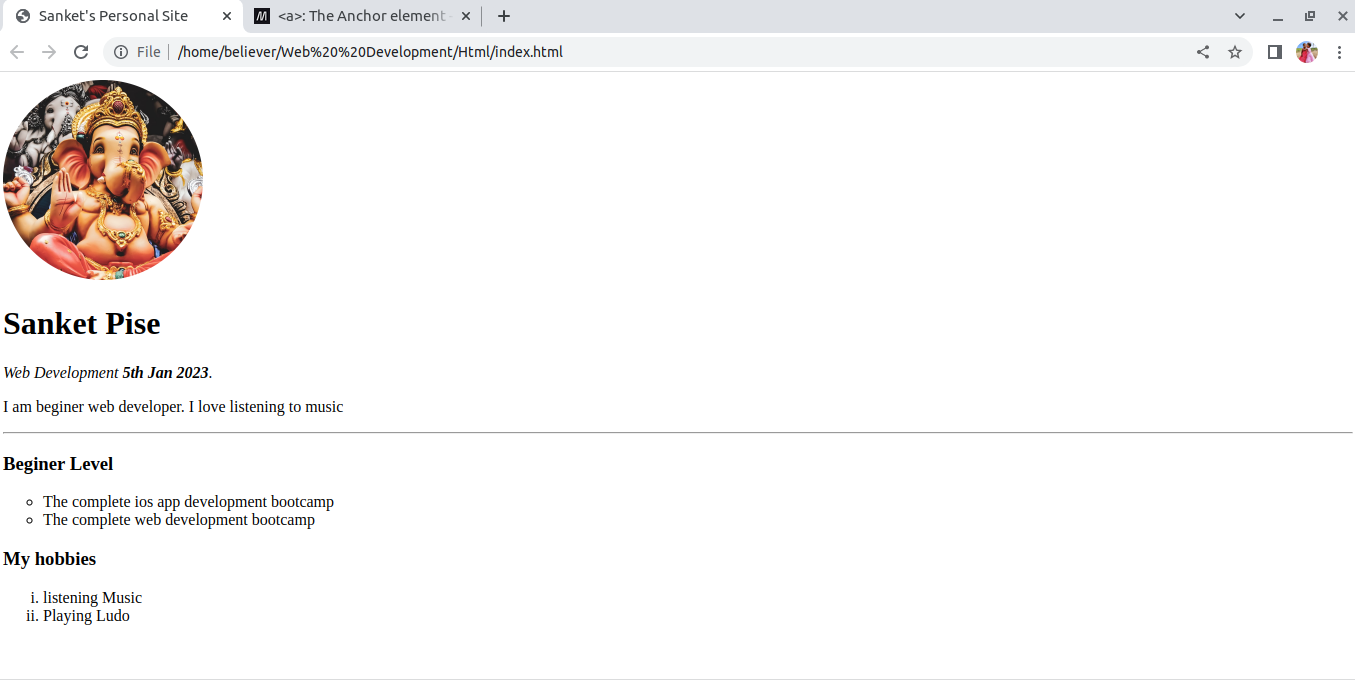 Sanket's Personal Site
<a>: The Anchor element
File
/home/believer/Web%20%20Development/Html/index.html
Sanket Pise
Web Development 5th Jan 2023.
I am beginer web developer. I love listening to music
Beginer Level
The complete ios app development bootcamp
The complete web development bootcamp
My hobbies
i. listening Music
ii. Playing Ludo